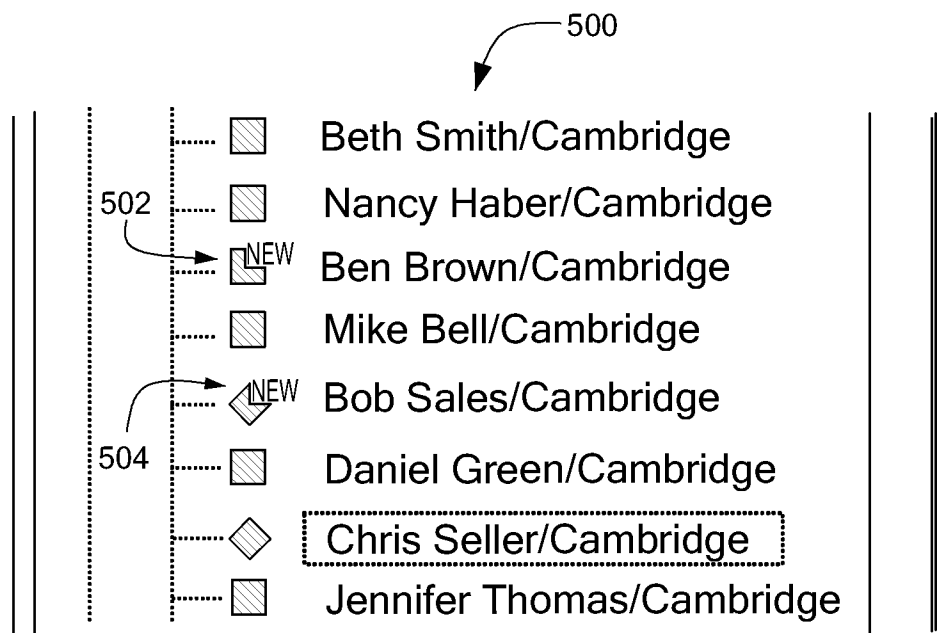 500
Beth Smith/Cambridge
502
Nancy Haber/Cambridge
NEW Ben Brown/Cambridge
Mike Bell/Cambridge
NEW Bob Sales/Cambridge
504
Daniel Green/Cambridge
Chris Seller/Cambridge
Jennifer Thomas/Cambridge